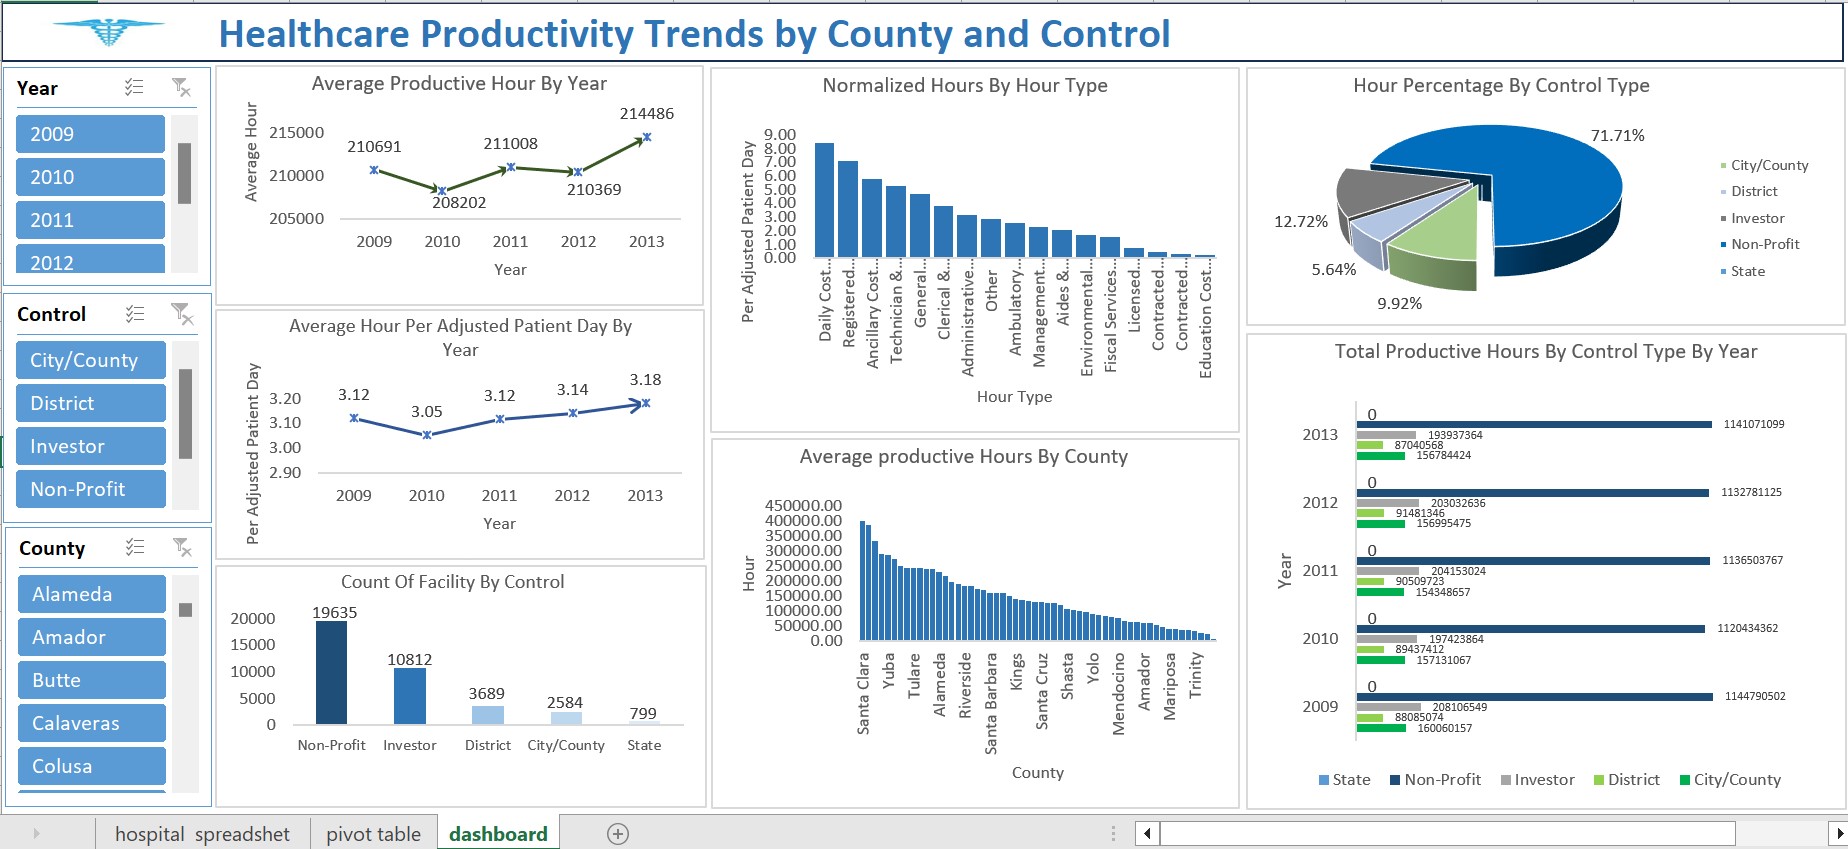 Healthcare Productivity Trends by County and Control
Year
2009
2010
2011
2012
Control
City/County
District
Investor
Non-Profit
County
Alameda
Amador
Butte
Calaveras
Colusa
Average Productive Hour By Year
Average Hour
215000
210000
205000
210691
208202
211008
210369
214486
2009 2010 2011 2012 2013
Year
Average Hour Per Adjusted Patient Day By
Year
Per Adjusted Patient Day
3.20
3.10
3.00
2.90
3.12
3.05
3.12
3.14
3.18
2009 2010 2011 2012 2013
Year
Count Of Facility By Control
20000
15000
10000
5000
0
19635
10812
3689
2584
799
Non-Profit Investor District City/County State
Normalized Hours By Hour Type
Per Adjusted Patient Day
9.00
8.00
7.00
6.00
5.00
4.00
3.00
2.00
1.00
0.00
Daily Cost...
Registered...
Ancillary Cost...
Technician &...
General...
Clerical &...
Administrative...
Other
Ambulatory...
Management...
Aides &...
Environmental...
Fiscal Services...
Licensed...
Contracted...
Contracted...
Education Cost...
Hour Type
Average productive Hours By County
Hour
450000.00
400000.00
350000.00
300000.00
250000.00
200000.00
150000.00
100000.00
50000.00
0.00
Santa Clara
Yuba
Tulare
Alameda
Riverside
Santa Barbara
Kings
Santa Cruz
Shasta
Yolo
Mendocino
Amador
Mariposa
Trinity
County
Hour Percentage By Control Type
71.71%
12.72%
5.64%
9.92%
City/County
District
Investor
Non-Profit
State
Total Productive Hours By Control Type By Year
Year
2013
0
1141071099
193937364
87040568
156784424
2012
0
1132781125
203032636
91481346
156995475
2011
0
1136503767
204153024
90509723
154348657
2010
0
1120434362
197423864
89437412
157131067
2009
0
1144790502
208106549
88085074
160060157
State Non-Profit Investor District City/County
hospital spreadshet pivot table dashboard